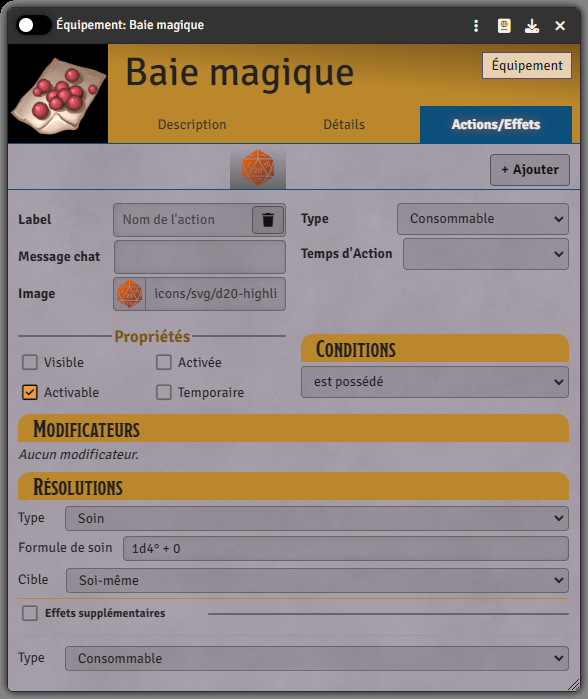 Équipement: Baie magique
Baie magique
Équipement
Description Détails Actions/Effets
+ Ajouter
Label Nom de l'action
Type Consommable
Message chat
Temps d'Action
Image icons/svg/d20-highli
Propriétés
Visible Activée
Activable Temporaire
Conditions
est possédé
Modificateurs
Aucun modificateur.
Résolutions
Type Soin
Formule de soin 1d4° + 0
Cible Soi-même
Effets supplémentaires
Type Consommable